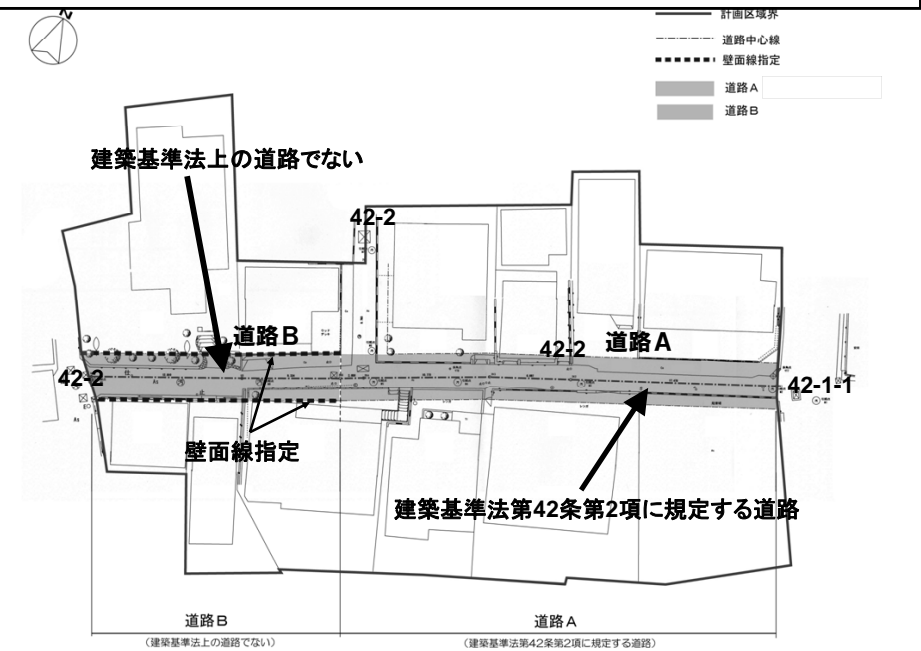 N
計画区域界
道路中心線
壁面線指定
道路A
道路B
建築基準法上の道路でない
42-2
道路B
42-2
道路A
42-2
42-1-1
壁面線指定
建築基準法第42条第2項に規定する道路
道路B
道路A
(建築基準法上の道路でない)
(建築基準法第42条第2項に規定する道路)